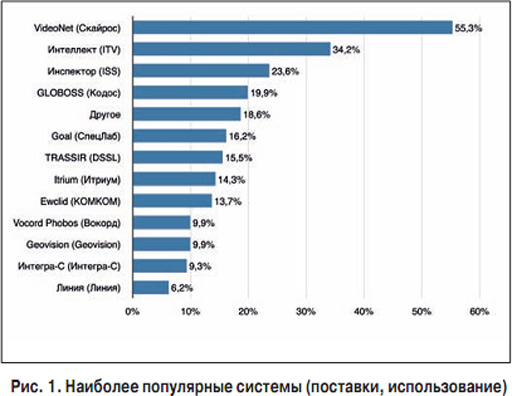 VideoNet (Скайрос) 55,3%
Интеллект (ITV) 34,2%
Инспектор (ISS) 23,6%
GLOBOSS (Кодос) 19,9%
Другое 18,6%
Goal (СпецЛаб) 16,2%
TRASSIR (DSSL) 15,5%
Itrium (Итриум) 14,3%
Ewclid (КОМКОМ) 13,7%
Vocord Phobos (Вокорд) 9,9%
Geovision (Geovision) 9,9%
Интегра-С (Интегра-С) 9,3%
Линия (Линия) 6,2%
0% 10% 20% 30% 40% 50% 60%
Рис. 1. Наиболее популярные системы (поставки, использование)